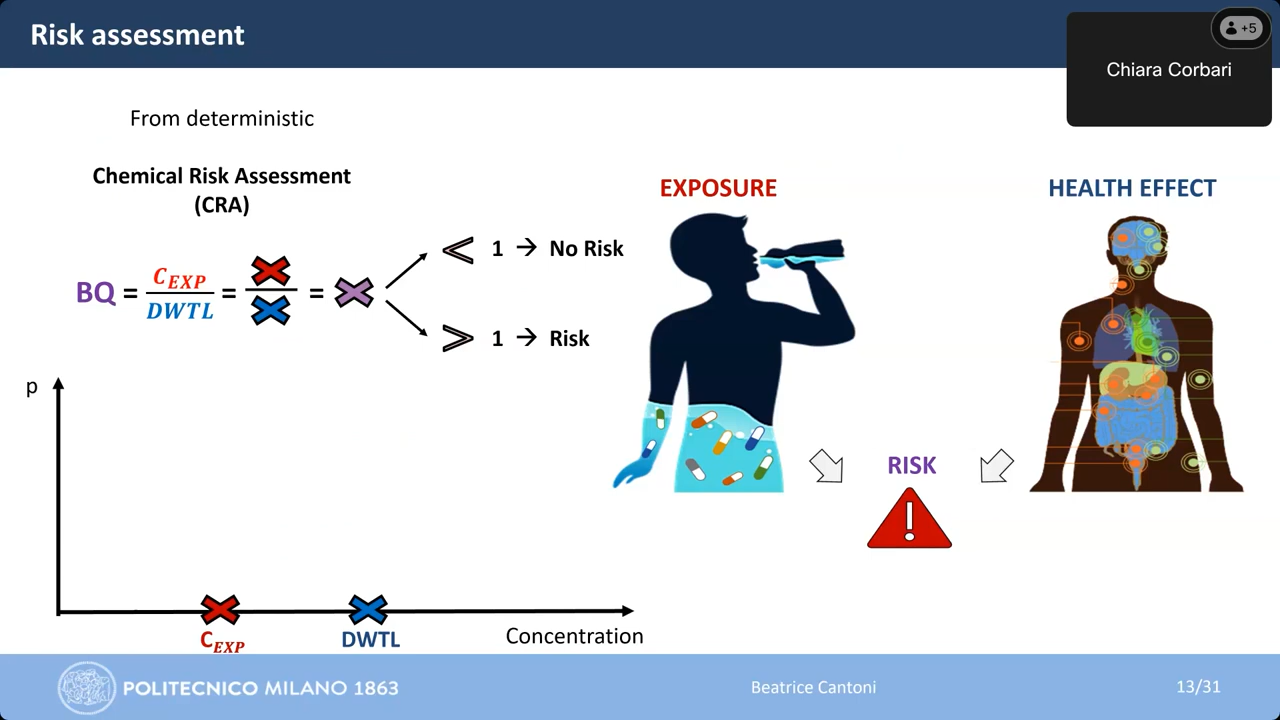 Risk assessment
+5
Chiara Corbari
From deterministic
Chemical Risk Assessment
(CRA)
EXPOSURE
HEALTH EFFECT
BQ = C_EXP / DWTL = =
< 1 → No Risk
> 1 → Risk
p
RISK
!
C_EXP
DWTL
Concentration
POLITECNICO MILANO 1863
Beatrice Cantoni
13/31